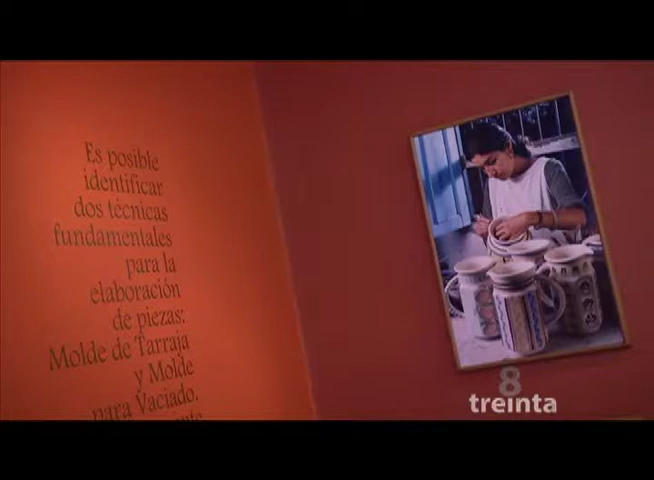 Es posible
identificar
dos técnicas
fundamentales
para la
elaboración
de piezas:
Molde de Tarraja
y Molde
para Vaciado.
8
treinta